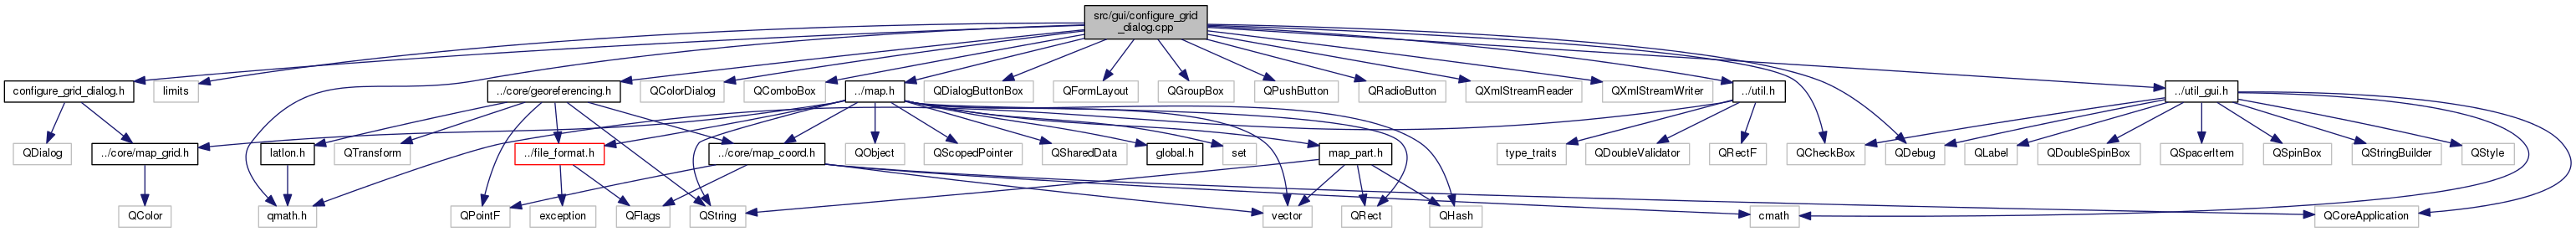 src/gui/configure_grid
_dialog.cpp
configure_grid_dialog.h
limits
../core/georeferencing.h
QColorDialog
QComboBox
../map.h
QDialogButtonBox
QFormLayout
QGroupBox
QPushButton
QRadioButton
QXmlStreamReader
QXmlStreamWriter
../util.h
../util_gui.h
QDialog
../core/map_grid.h
latlon.h
QTransform
../file_format.h
../core/map_coord.h
QObject
QScopedPointer
QSharedData
global.h
set
map_part.h
type_traits
QDoubleValidator
QRectF
QCheckBox
QDebug
QLabel
QDoubleSpinBox
QSpacerItem
QSpinBox
QStringBuilder
QStyle
QColor
qmath.h
QPointF
exception
QFlags
QString
vector
QRect
QHash
cmath
QCoreApplication